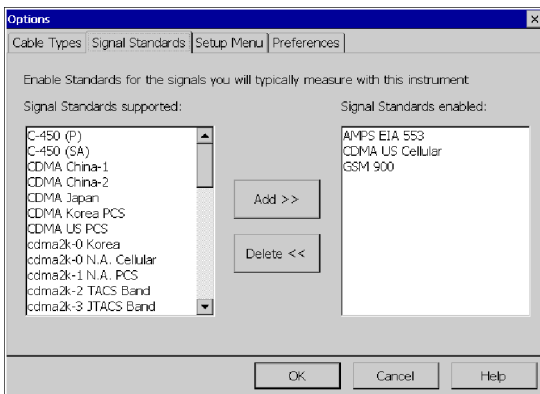 Options
Cable Types Signal Standards Setup Menu Preferences
Enable Standards for the signals you will typically measure with this instrument
Signal Standards supported:
C-450 (P)
C-450 (SA)
CDMA China-1
CDMA China-2
CDMA Japan
CDMA Korea PCS
CDMA US PCS
cdma2k-0 Korea
cdma2k-0 N.A. Cellular
cdma2k-1 N.A. PCS
cdma2k-2 TACS Band
cdma2k-3 JTACS Band
Add >>
Delete <<
Signal Standards enabled:
AMPS EIA 553
CDMA US Cellular
GSM 900
OK Cancel Help